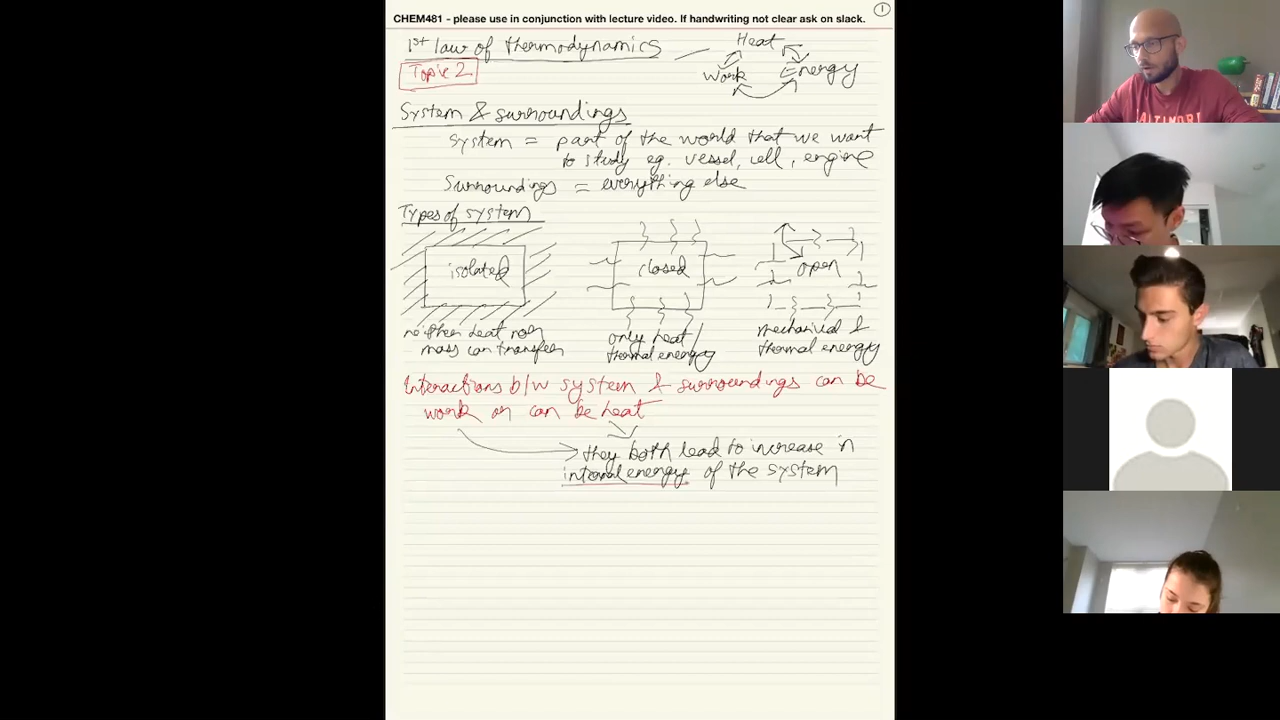 1
CHEM481 - please use in conjunction with lecture video. If handwriting not clear ask on slack.
1st law of thermodynamics
Heat
Work
Energy
Topic 2
System & surroundings
System = part of the world that we want
to study eg. vessel, cell, engine
Surroundings = everything else
Types of system
isolated
closed
open
neither heat nor
mass can transfer
only heat/
thermal energy
mechanical &
thermal energy
Interactions b/w system & surroundings can be
work or can be heat
they both lead to increase in
internal energy of the system
BALTIMORE